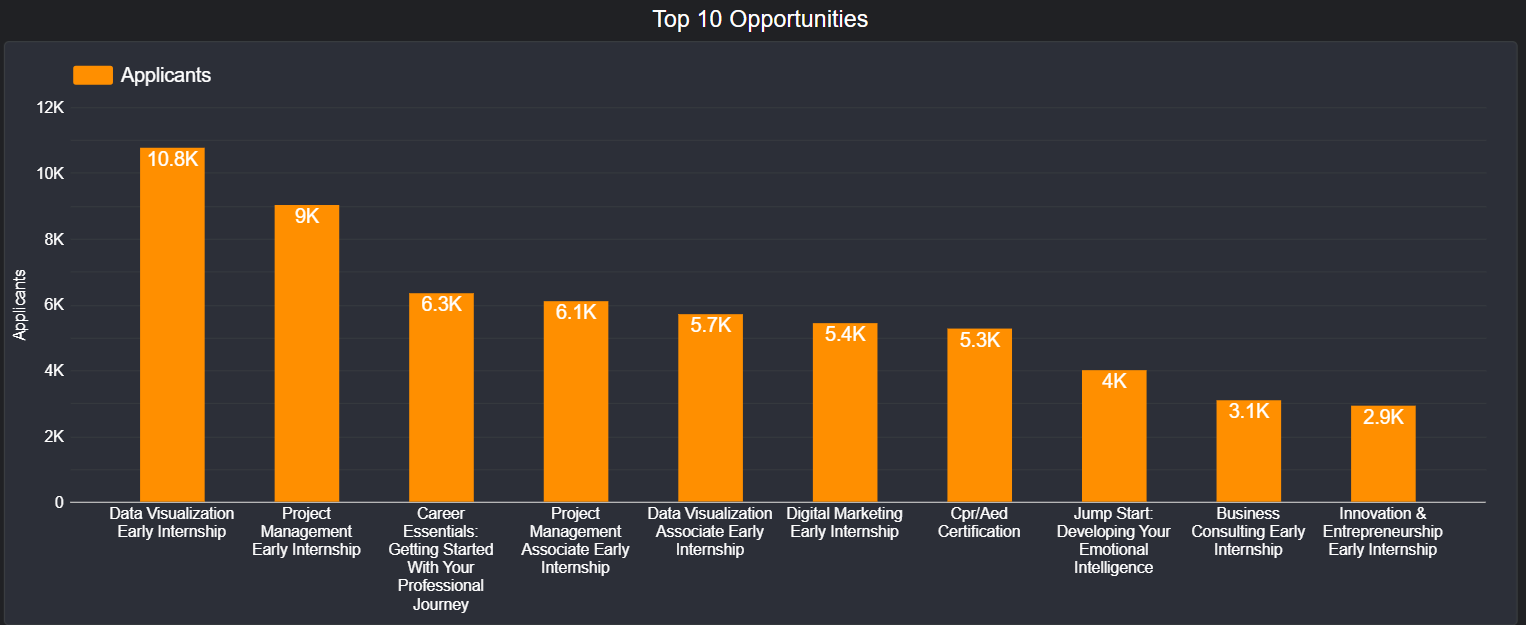 Top 10 Opportunities
Applicants
12K
10K
8K
6K
4K
2K
0
Applicants
10.8K
9K
6.3K
6.1K
5.7K
5.4K
5.3K
4K
3.1K
2.9K
Data Visualization
Early Internship
Project
Management
Early Internship
Career
Essentials:
Getting Started
With Your
Professional
Journey
Project
Management
Associate Early
Internship
Data Visualization
Associate Early
Internship
Digital Marketing
Early Internship
Cpr/Aed
Certification
Jump Start:
Developing Your
Emotional
Intelligence
Business
Consulting Early
Internship
Innovation &
Entrepreneurship
Early Internship